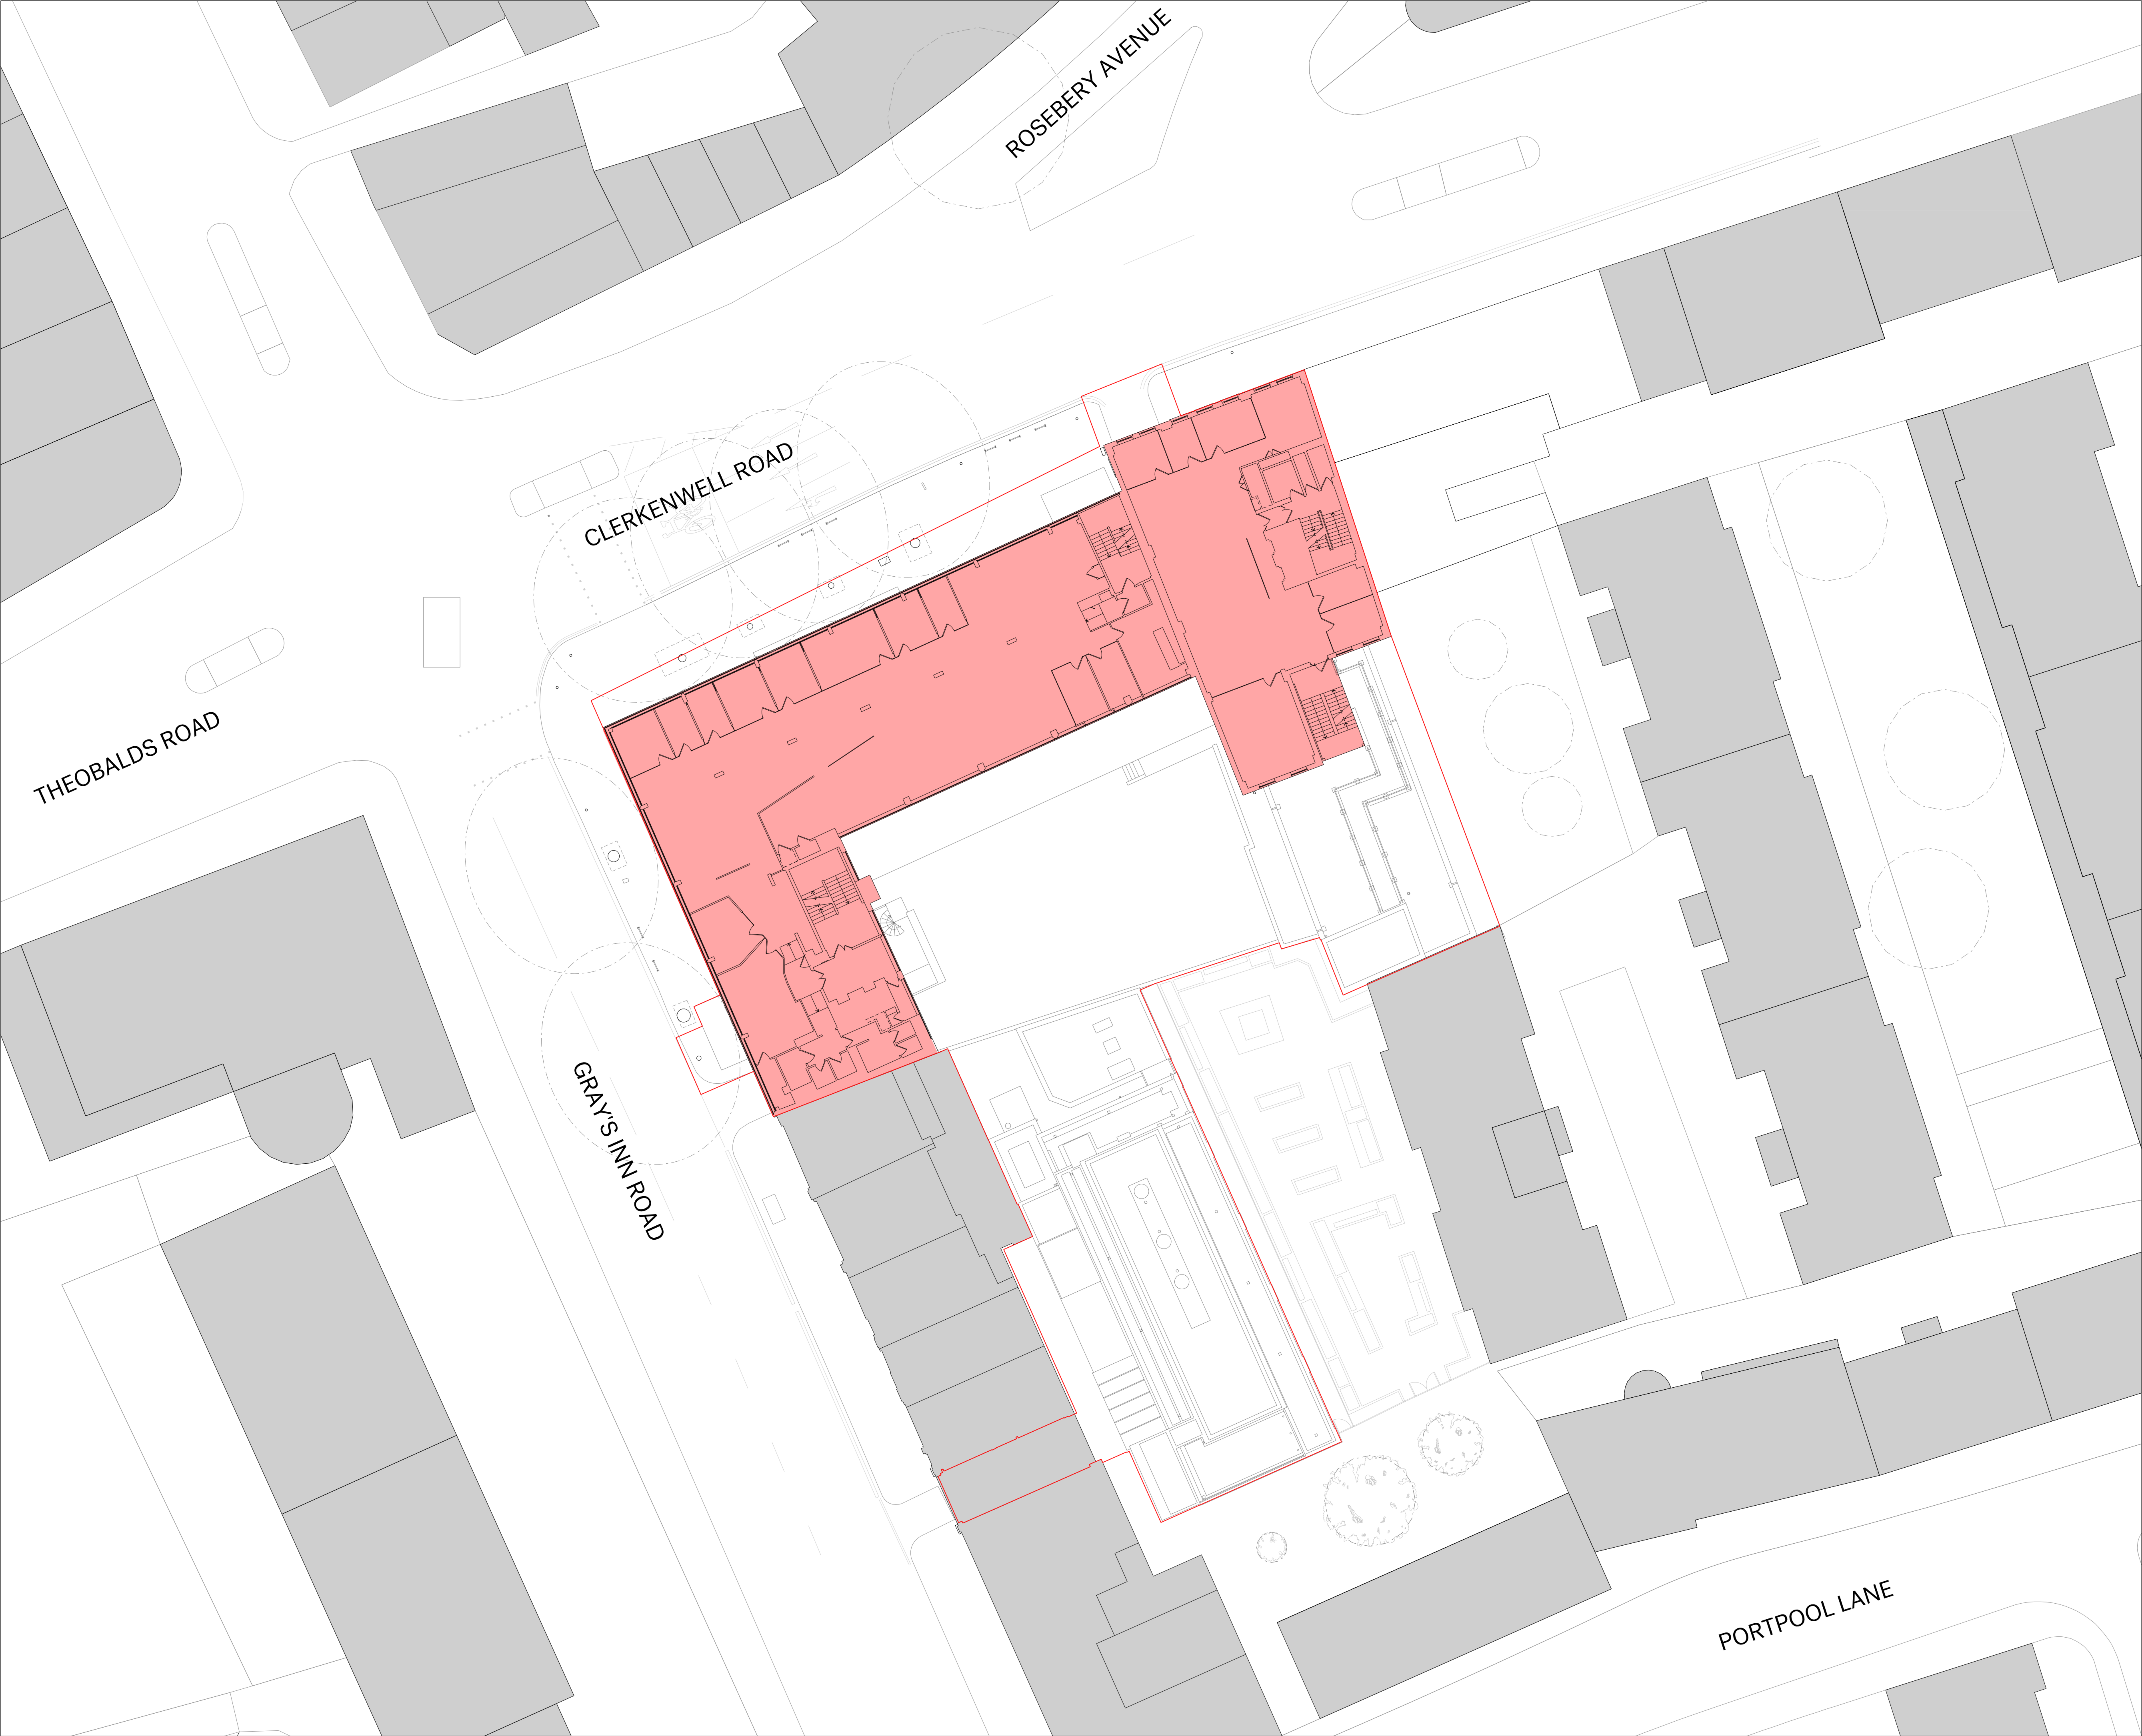 ROSEBERY AVENUE
CLERKENWELL ROAD
THEOBALDS ROAD
GRAY'S INN ROAD
PORTPOOL LANE